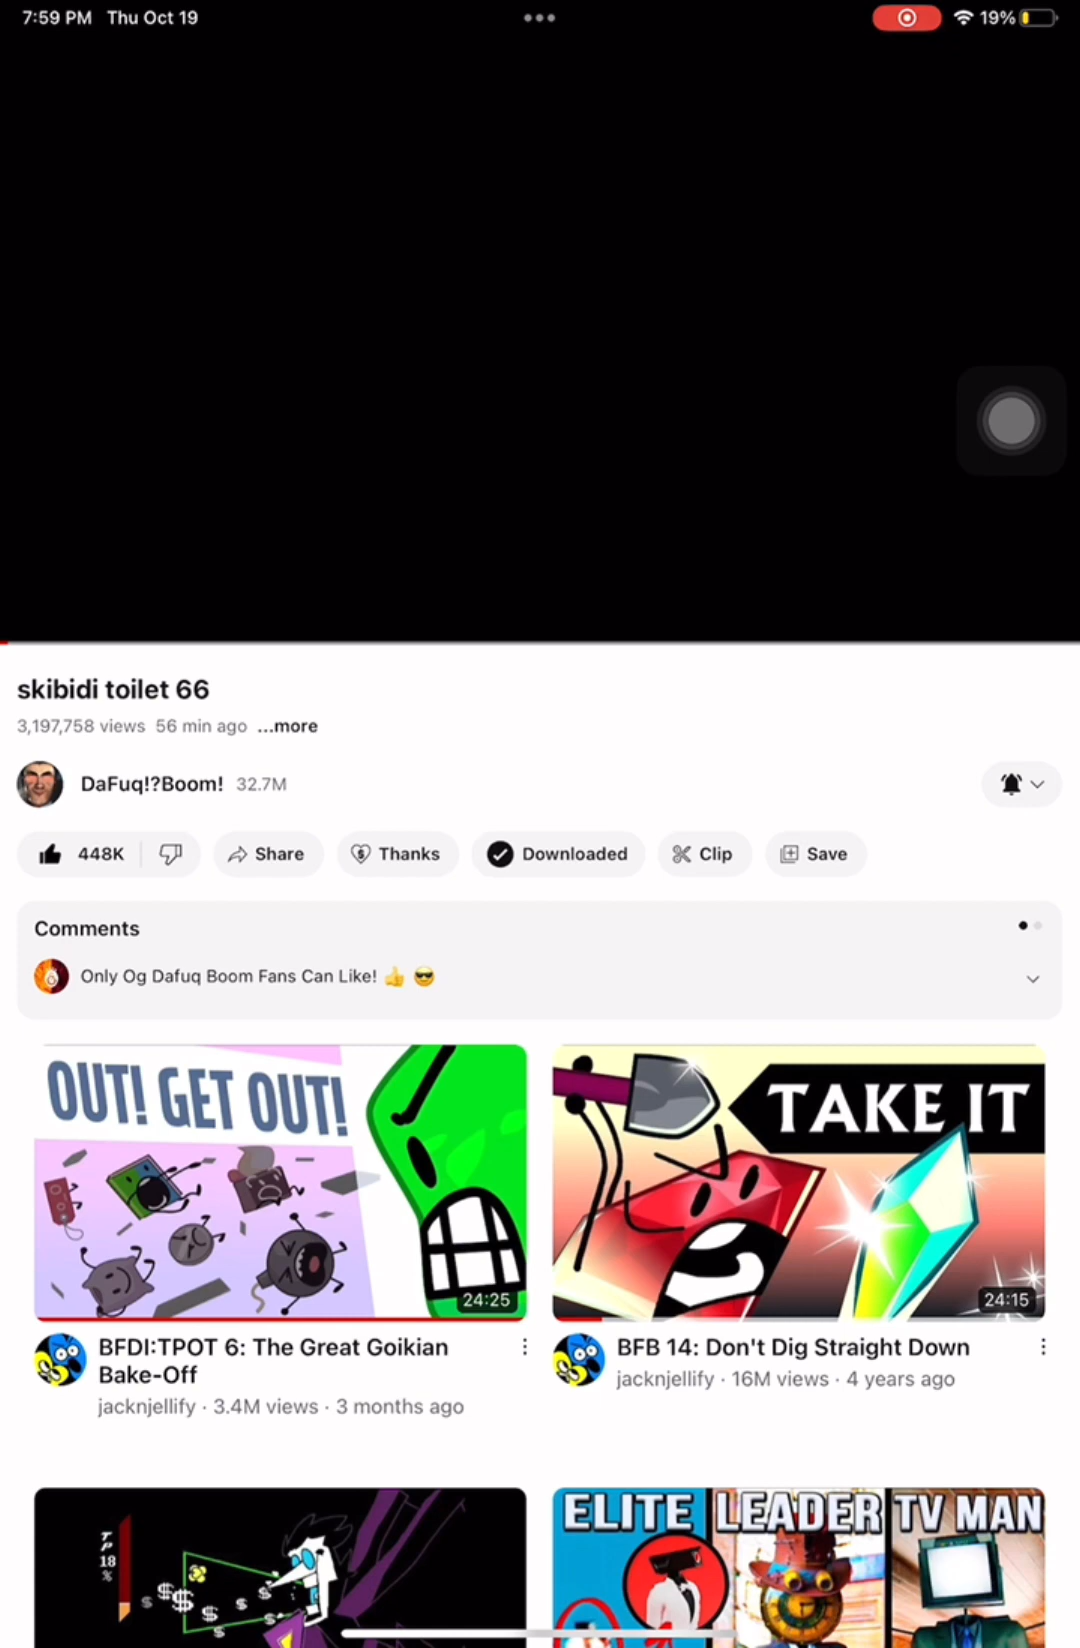 7:59 PM Thu Oct 19
19%
skibidi toilet 66
3,197,758 views 56 min ago ...more
DaFuq!?Boom! 32.7M
448K
Share
Thanks
Downloaded
Clip
Save
Comments
Only Og Dafuq Boom Fans Can Like! 👍 😎
OUT! GET OUT!
24:25
TAKE IT
24:15
BFDI:TPOT 6: The Great Goikian
Bake-Off
jacknjellify · 3.4M views · 3 months ago
BFB 14: Don't Dig Straight Down
jacknjellify · 16M views · 4 years ago
TP
18
%
$ $ $ $ $ $ $ $
ELITE LEADER TV MAN